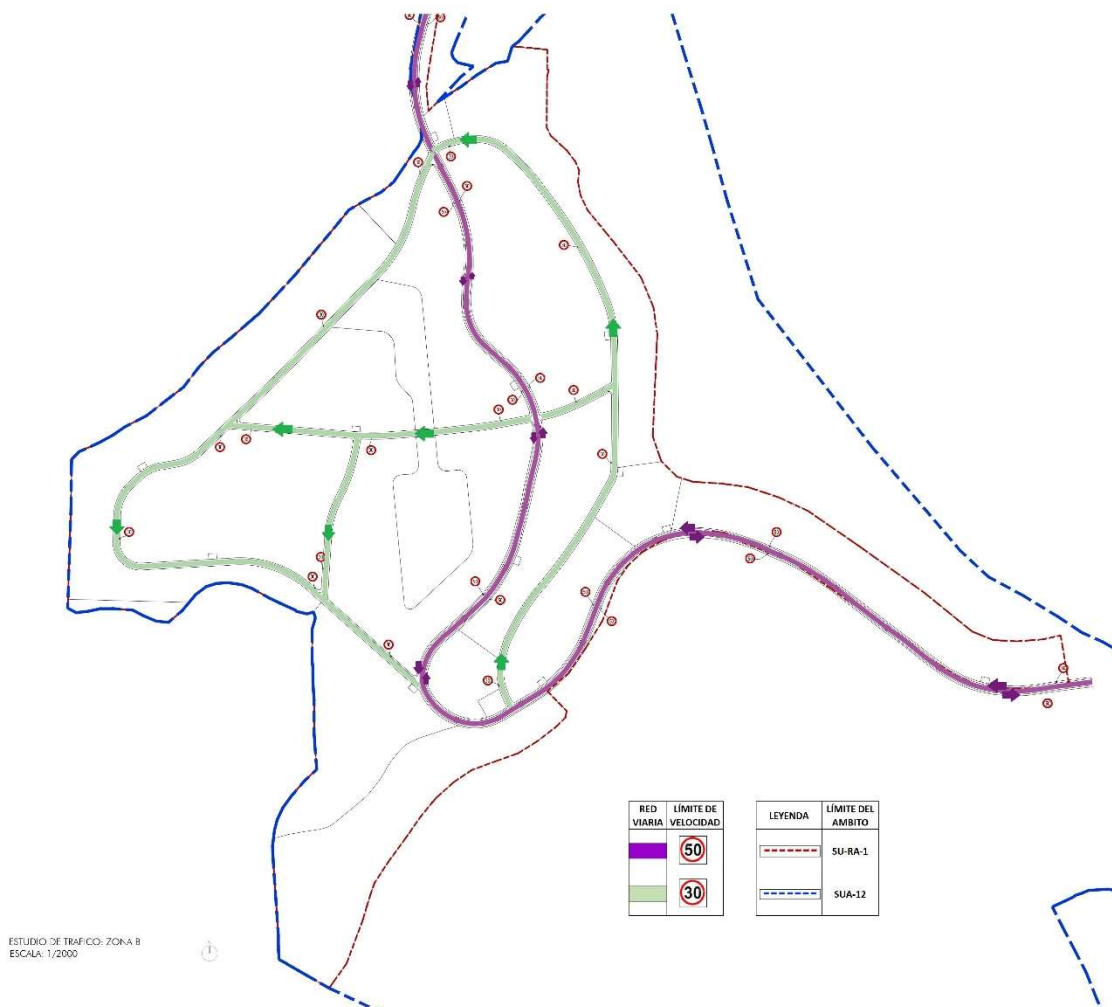 RED VIARIA
LÍMITE DE VELOCIDAD
50
30
LEYENDA
LÍMITE DEL AMBITO
SU-RA-1
SUA-12
ESTUDIO DE TRAFICO: ZONA B
ESCALA: 1/2000